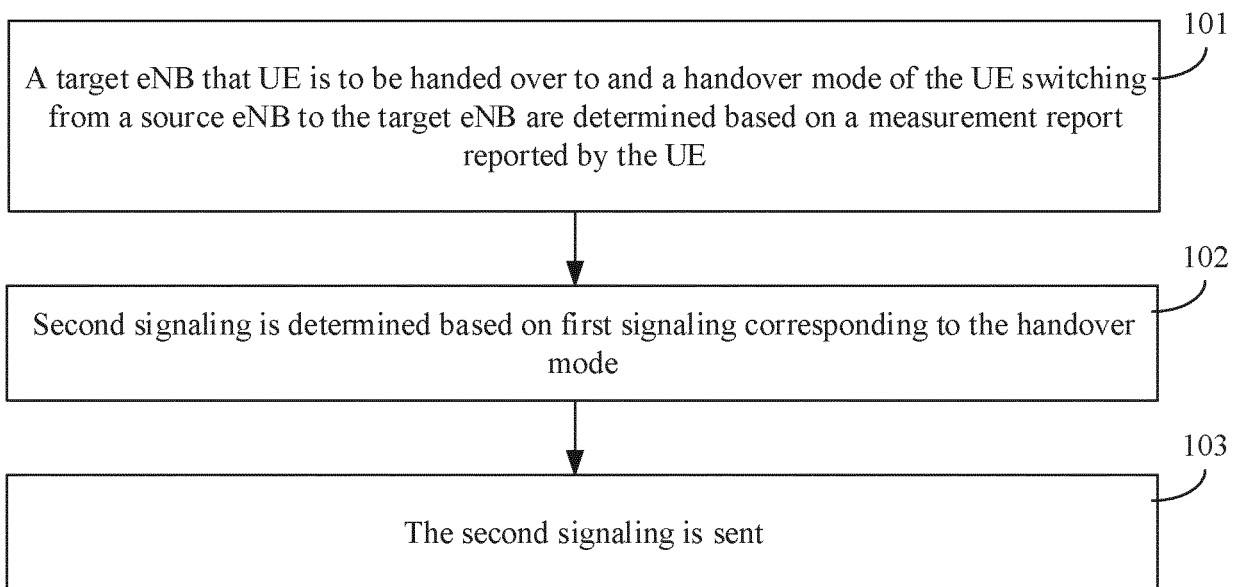 101
A target eNB that UE is to be handed over to and a handover mode of the UE switching
from a source eNB to the target eNB are determined based on a measurement report
reported by the UE
102
Second signaling is determined based on first signaling corresponding to the handover
mode
103
The second signaling is sent